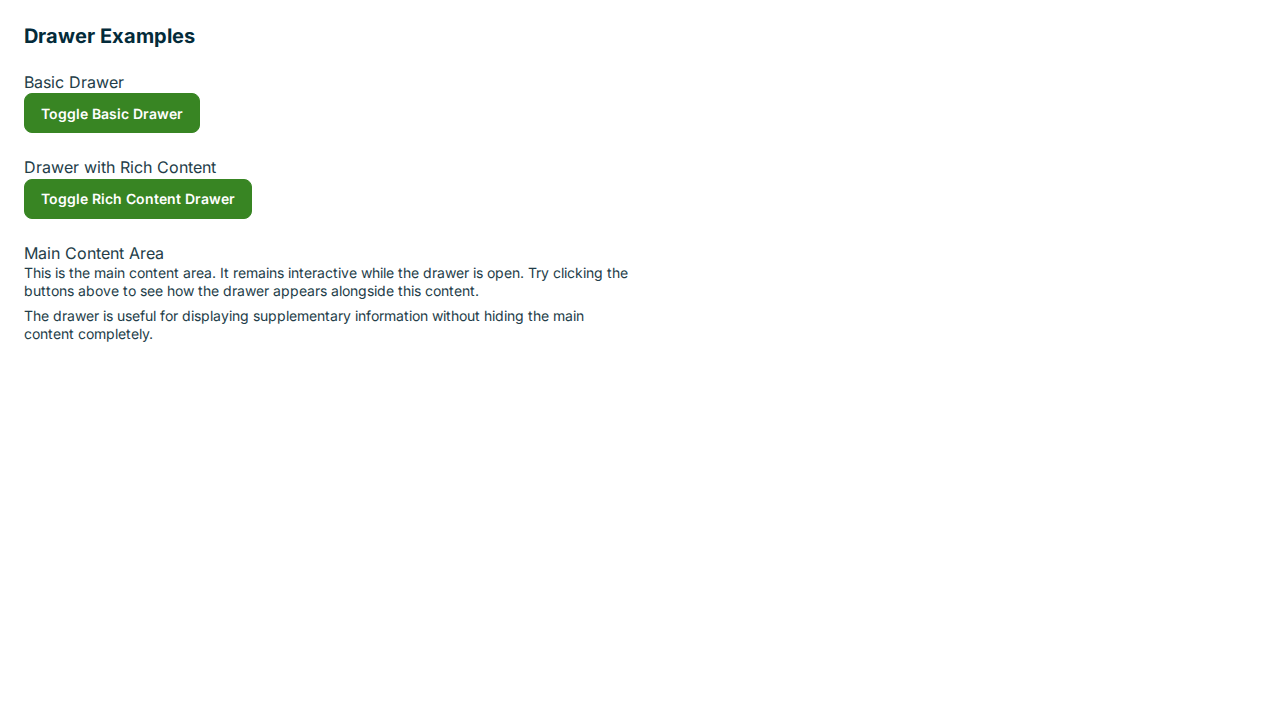 Drawer Examples
Basic Drawer
Toggle Basic Drawer
Drawer with Rich Content
Toggle Rich Content Drawer
Main Content Area
This is the main content area. It remains interactive while the drawer is open. Try clicking the
buttons above to see how the drawer appears alongside this content.
The drawer is useful for displaying supplementary information without hiding the main
content completely.